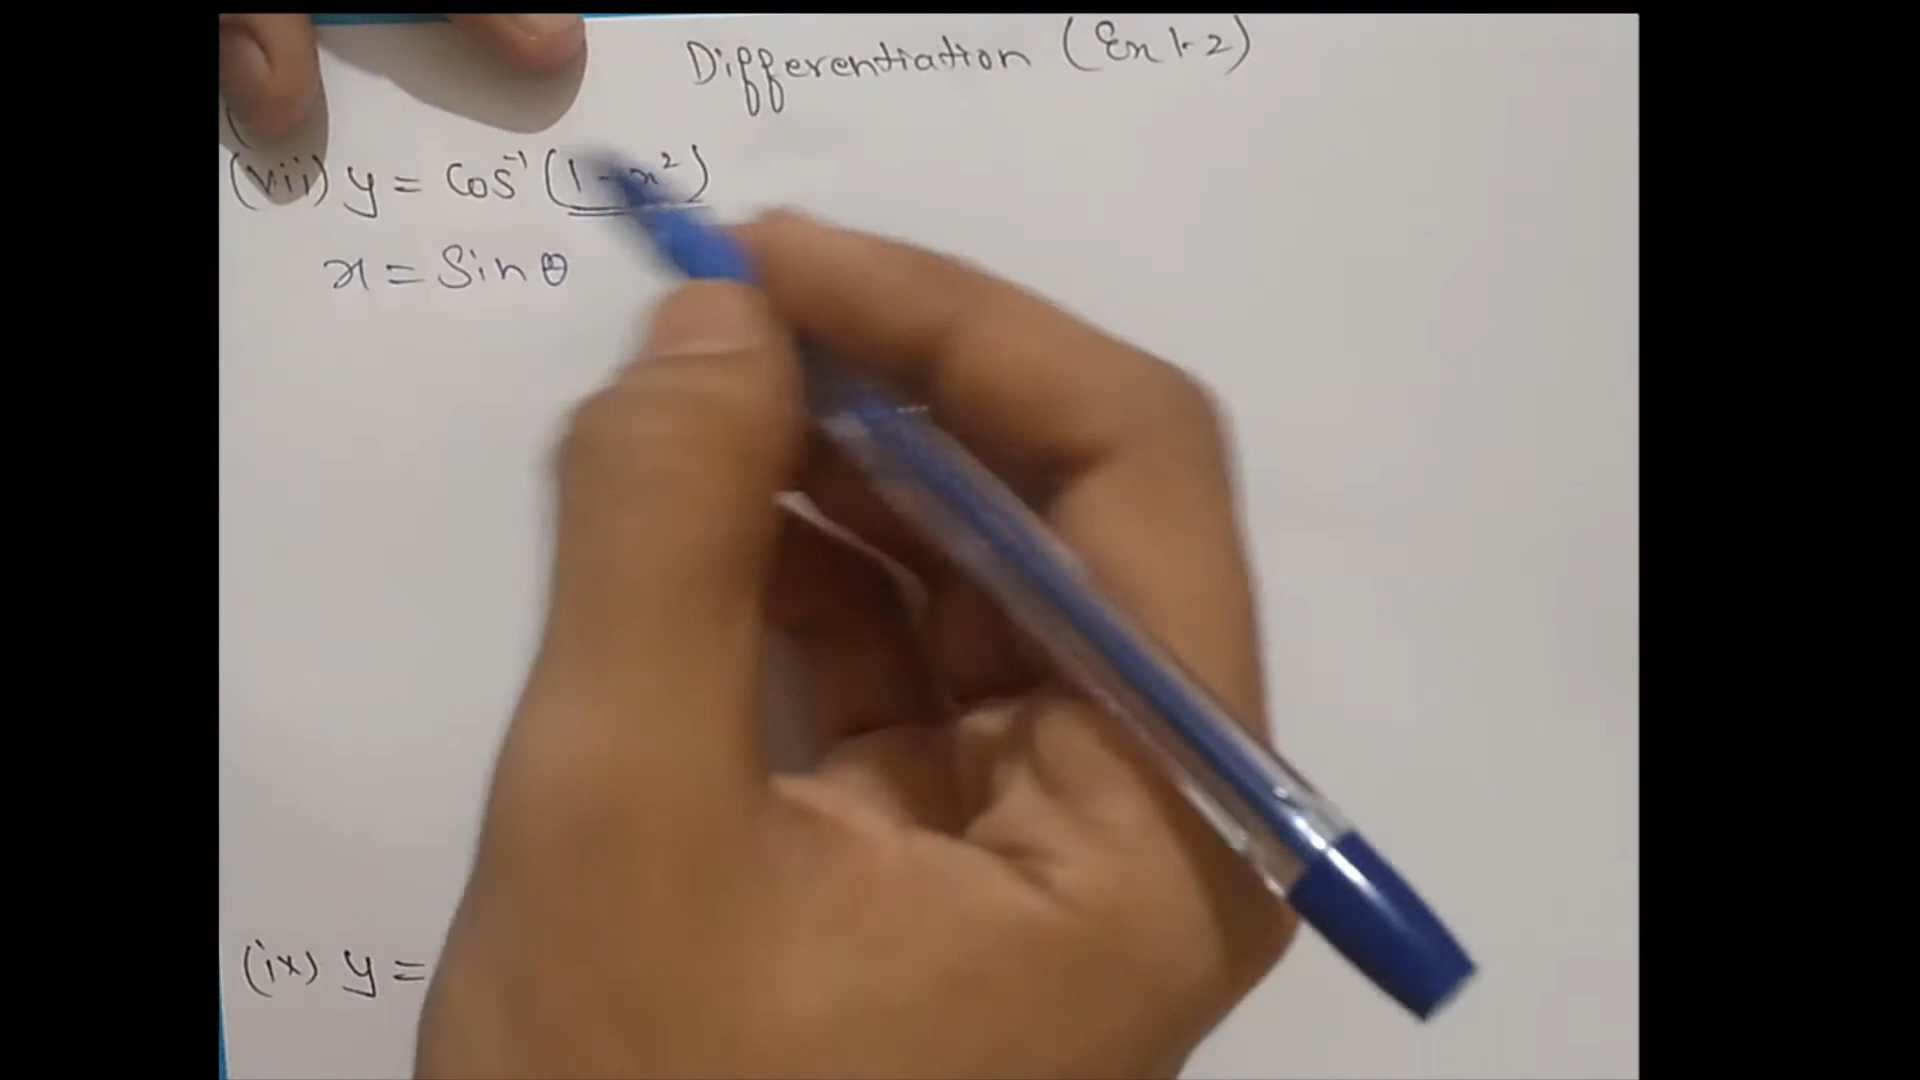 Differentiation (Ex 1.2)
(vii) y = Cos⁻¹ (1-x²)
x = Sin θ
(ix) y =